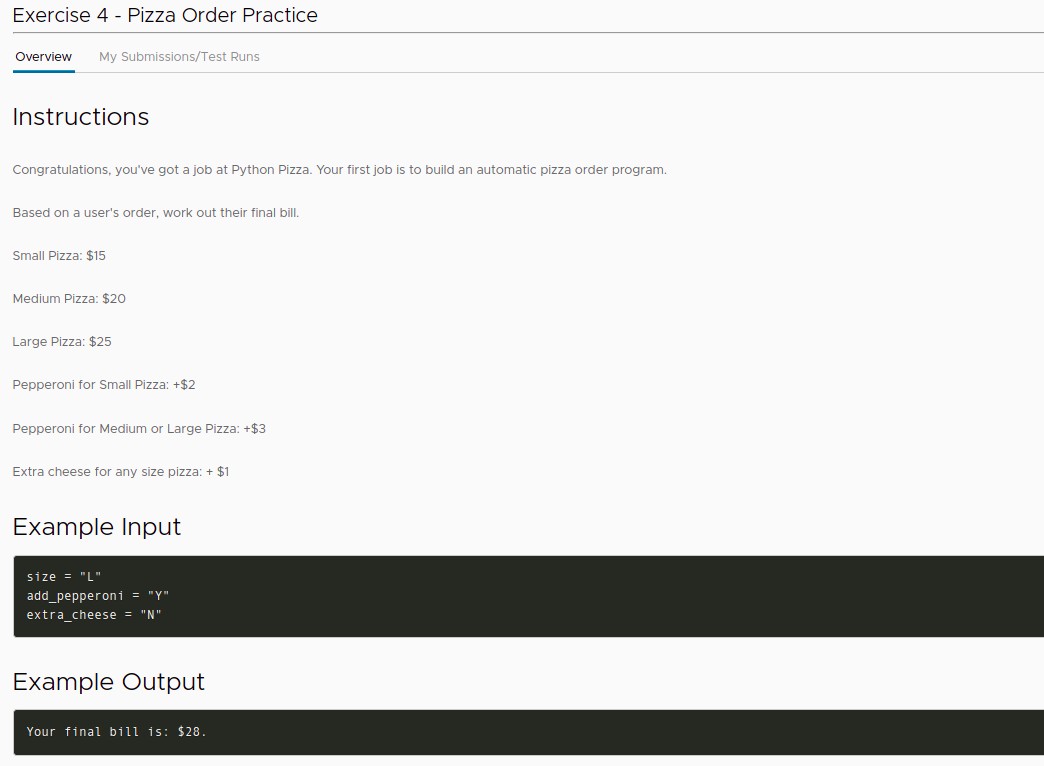 Exercise 4 - Pizza Order Practice
Overview My Submissions/Test Runs
Instructions
Congratulations, you've got a job at Python Pizza. Your first job is to build an automatic pizza order program.
Based on a user's order, work out their final bill.
Small Pizza: $15
Medium Pizza: $20
Large Pizza: $25
Pepperoni for Small Pizza: +$2
Pepperoni for Medium or Large Pizza: +$3
Extra cheese for any size pizza: + $1
Example Input
size = "L"
add_pepperoni = "Y"
extra_cheese = "N"
Example Output
Your final bill is: $28.